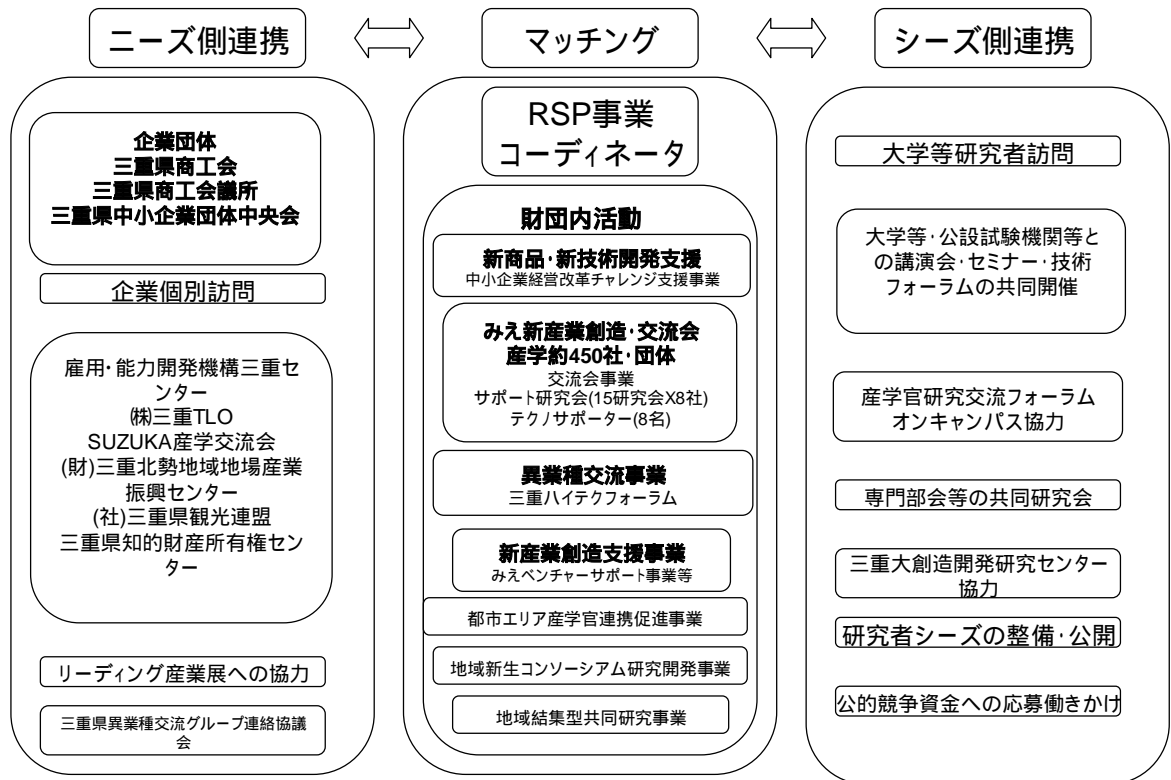 ニーズ側連携
マッチング
シーズ側連携
企業団体
三重県商工会
三重県商工会議所
三重県中小企業団体中央会
企業個別訪問
雇用・能力開発機構三重セ
ンター
㈱三重TLO
SUZUKA産学交流会
(財)三重北勢地域地場産業
振興センター
(社)三重県観光連盟
三重県知的財産所有権セン
ター
リーディング産業展への協力
三重県異業種交流グループ連絡協議
会
RSP事業
コーディネータ
財団内活動
新商品・新技術開発支援
中小企業経営改革チャレンジ支援事業
みえ新産業創造・交流会
産学約450社・団体
交流会事業
サポート研究会(15研究会X8社)
テクノサポーター(8名)
異業種交流事業
三重ハイテクフォーラム
新産業創造支援事業
みえベンチャーサポート事業等
都市エリア産学官連携促進事業
地域新生コンソーシアム研究開発事業
地域結集型共同研究事業
大学等研究者訪問
大学等・公設試験機関等と
の講演会・セミナー・技術
フォーラムの共同開催
産学官研究交流フォーラム
オンキャンパス協力
専門部会等の共同研究会
三重大創造開発研究センター
協力
研究者シーズの整備・公開
公的競争資金への応募働きかけ